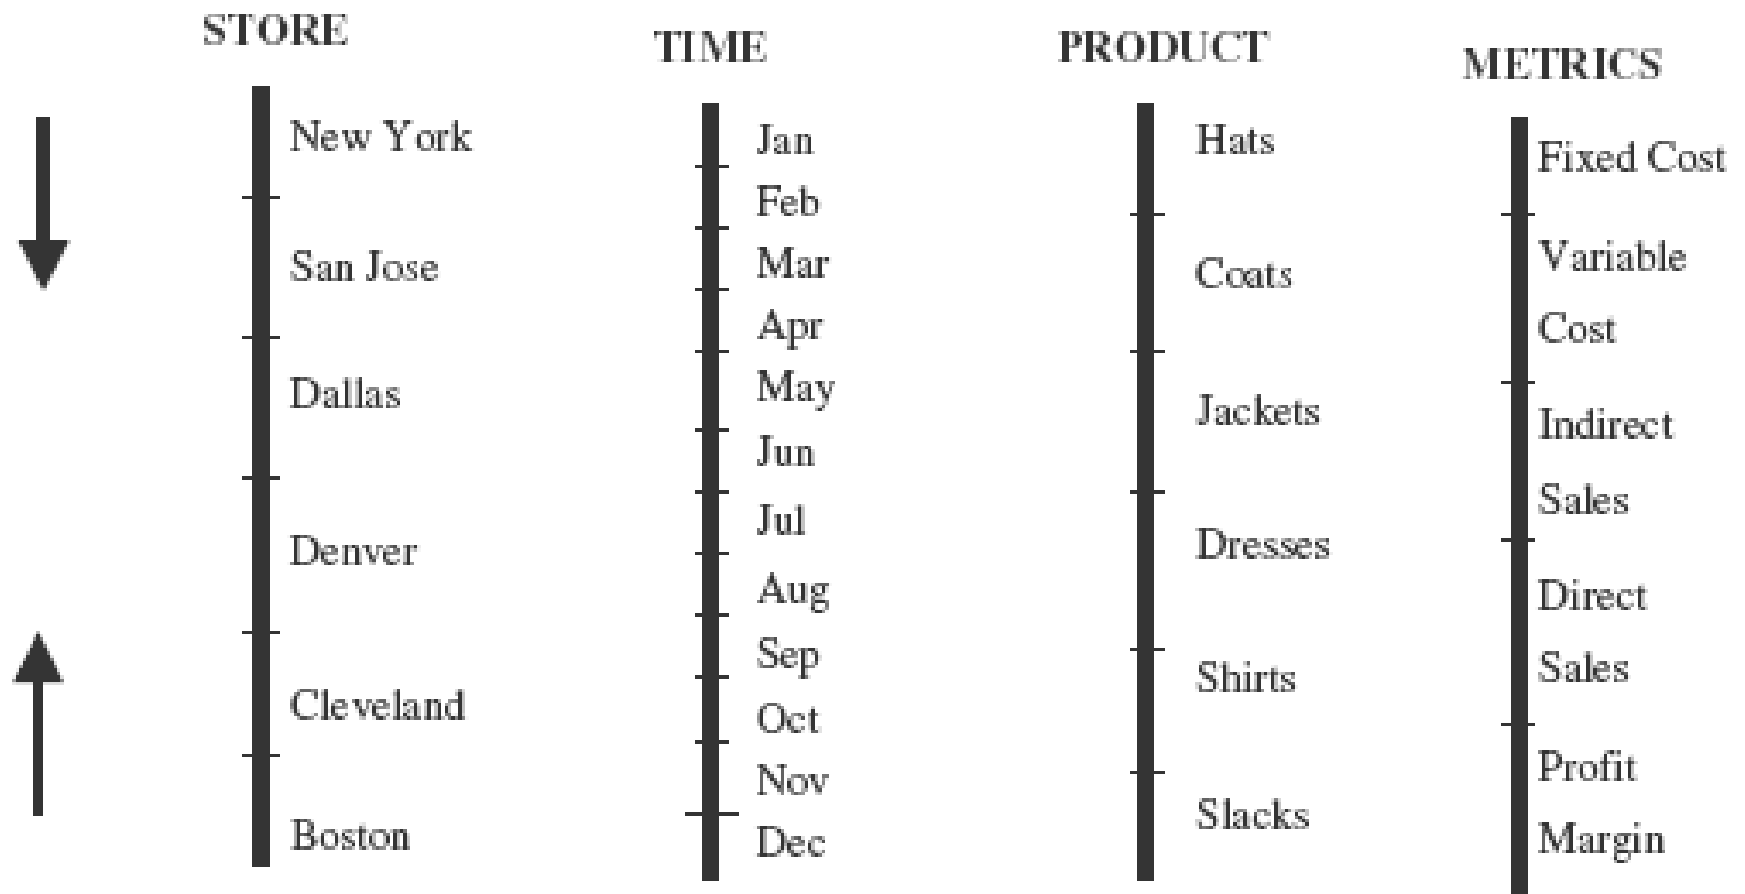 STORE
New York
San Jose
Dallas
Denver
Cleveland
Boston
TIME
Jan
Feb
Mar
Apr
May
Jun
Jul
Aug
Sep
Oct
Nov
Dec
PRODUCT
Hats
Coats
Jackets
Dresses
Shirts
Slacks
METRICS
Fixed Cost
Variable
Cost
Indirect
Sales
Direct
Sales
Profit
Margin